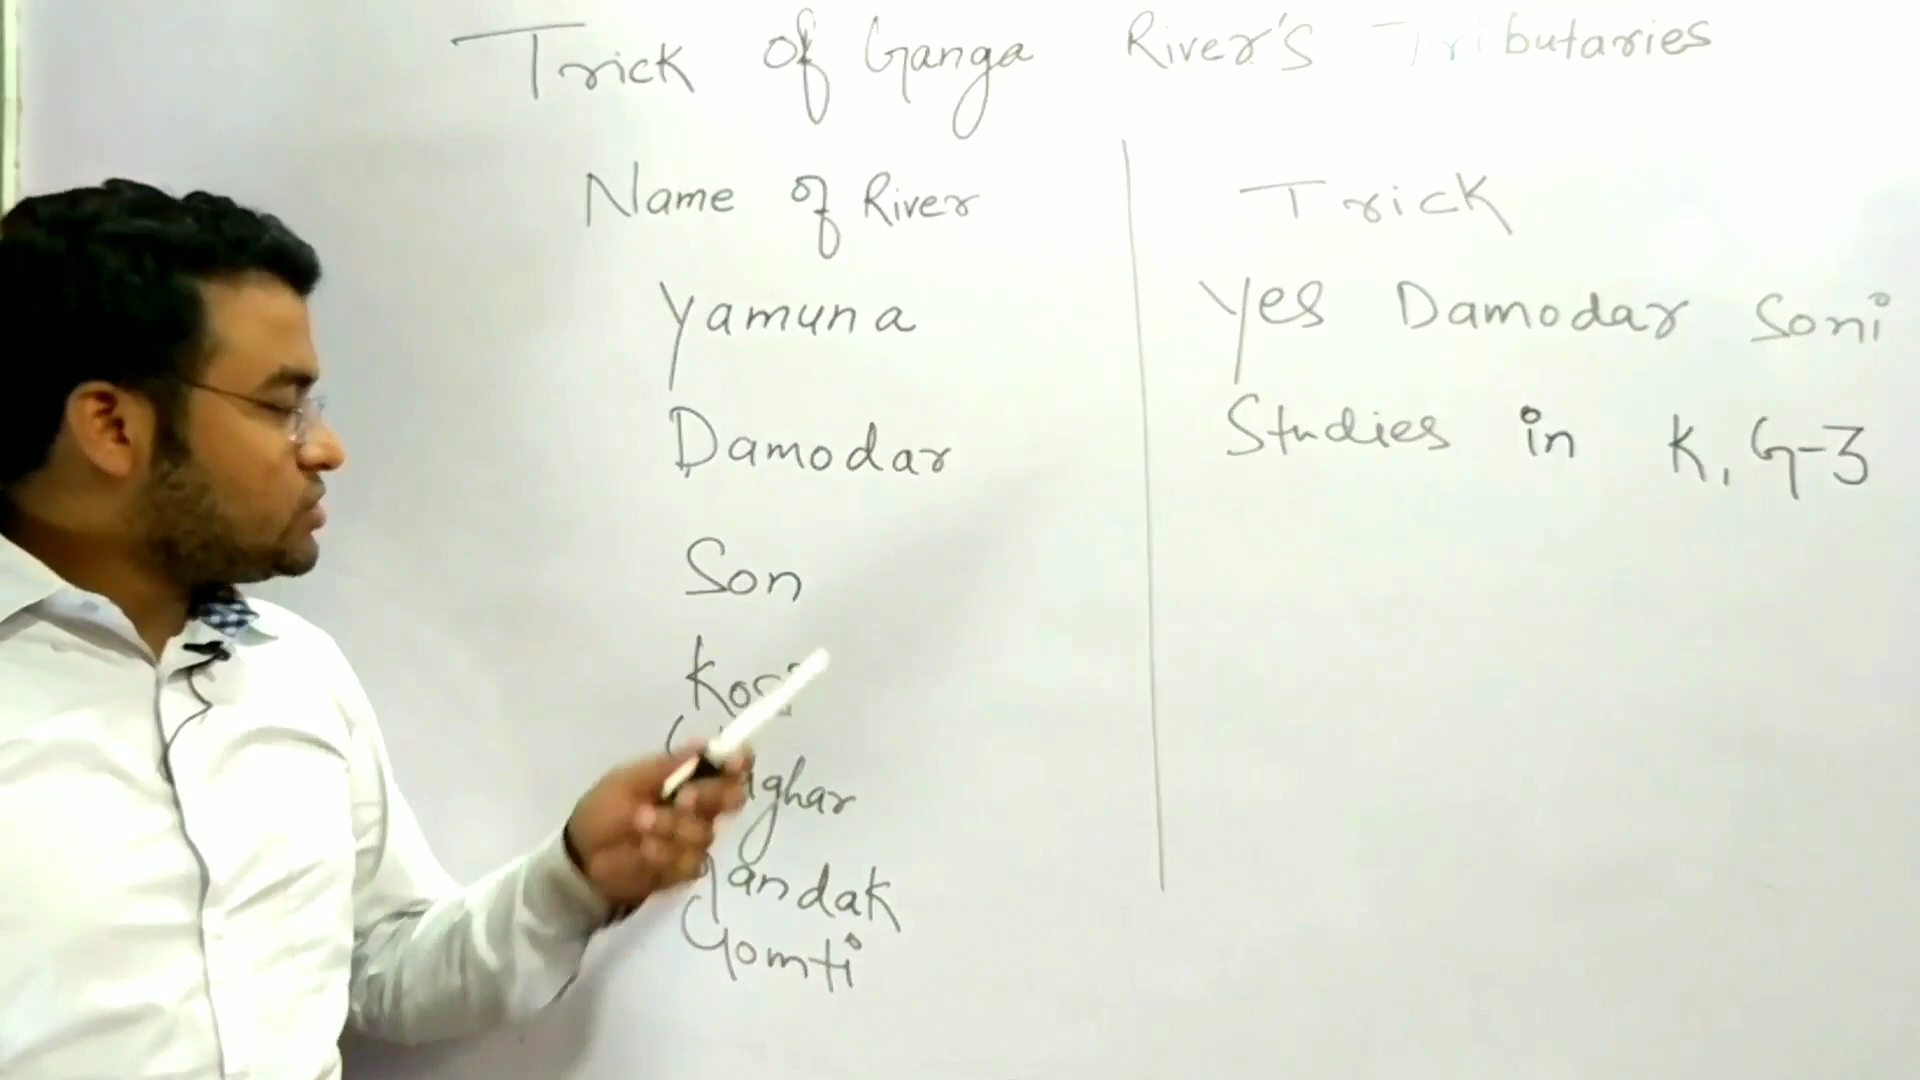 Trick of Ganga River's Tributaries
Name of River
Trick
Yamuna
Yes Damodar Soni
Damodar
Studies in K, G-3
Son
Gandak
Gomti